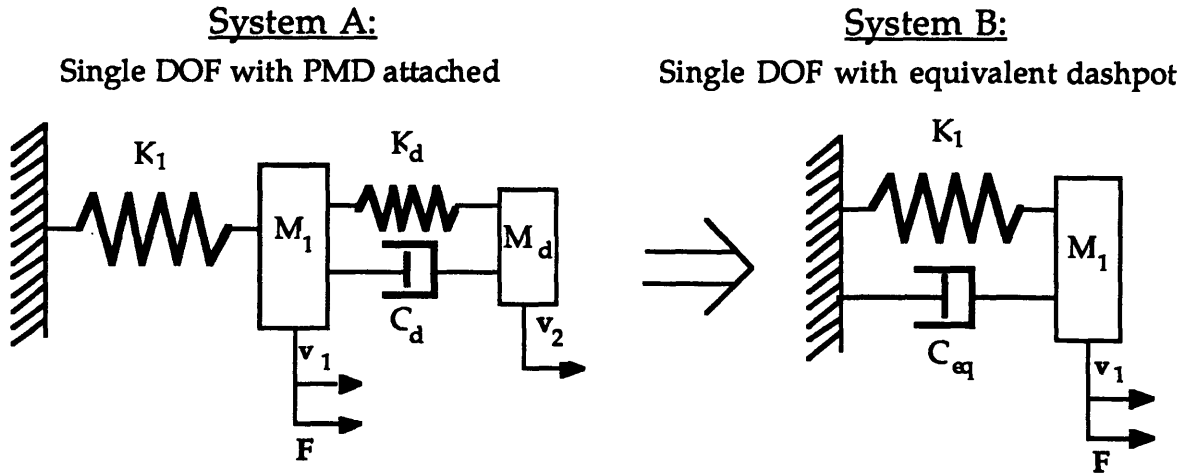 System A:
Single DOF with PMD attached
K1
Kd
M1
Md
Cd
v1
v2
F
System B:
Single DOF with equivalent dashpot
K1
M1
Ceq
v1
F